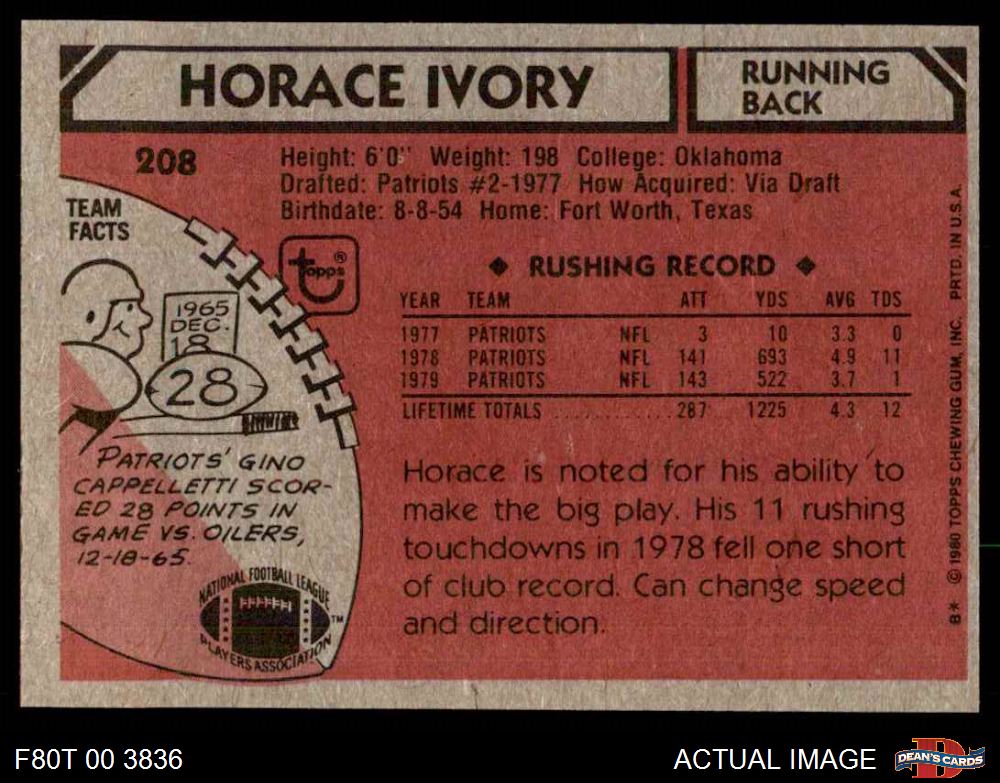 HORACE IVORY
RUNNING
BACK
208
Height: 6'0" Weight: 198 College: Oklahoma
Drafted: Patriots #2-1977 How Acquired: Via Draft
Birthdate: 8-8-54 Home: Fort Worth, Texas
TEAM
FACTS
topps®
1965
DEC.
18
28
PATRIOTS' GINO
CAPPELLETTI SCOR-
ED 28 POINTS IN
GAME VS. OILERS,
12-18-65.
NATIONAL FOOTBALL LEAGUE
PLAYERS ASSOCIATION
TM
◆ RUSHING RECORD ◆
YEAR TEAM ATT YDS AVG TDS
1977 PATRIOTS NFL 3 10 3.3 0
1978 PATRIOTS NFL 141 693 4.9 11
1979 PATRIOTS NFL 143 522 3.7 1
LIFETIME TOTALS ............ 287 1225 4.3 12
Horace is noted for his ability to
make the big play. His 11 rushing
touchdowns in 1978 fell one short
of club record. Can change speed
and direction.
B* © 1980 TOPPS CHEWING GUM, INC. PRTD. IN U.S.A.
F80T 00 3836
ACTUAL IMAGE
D
DEAN'S CARDS